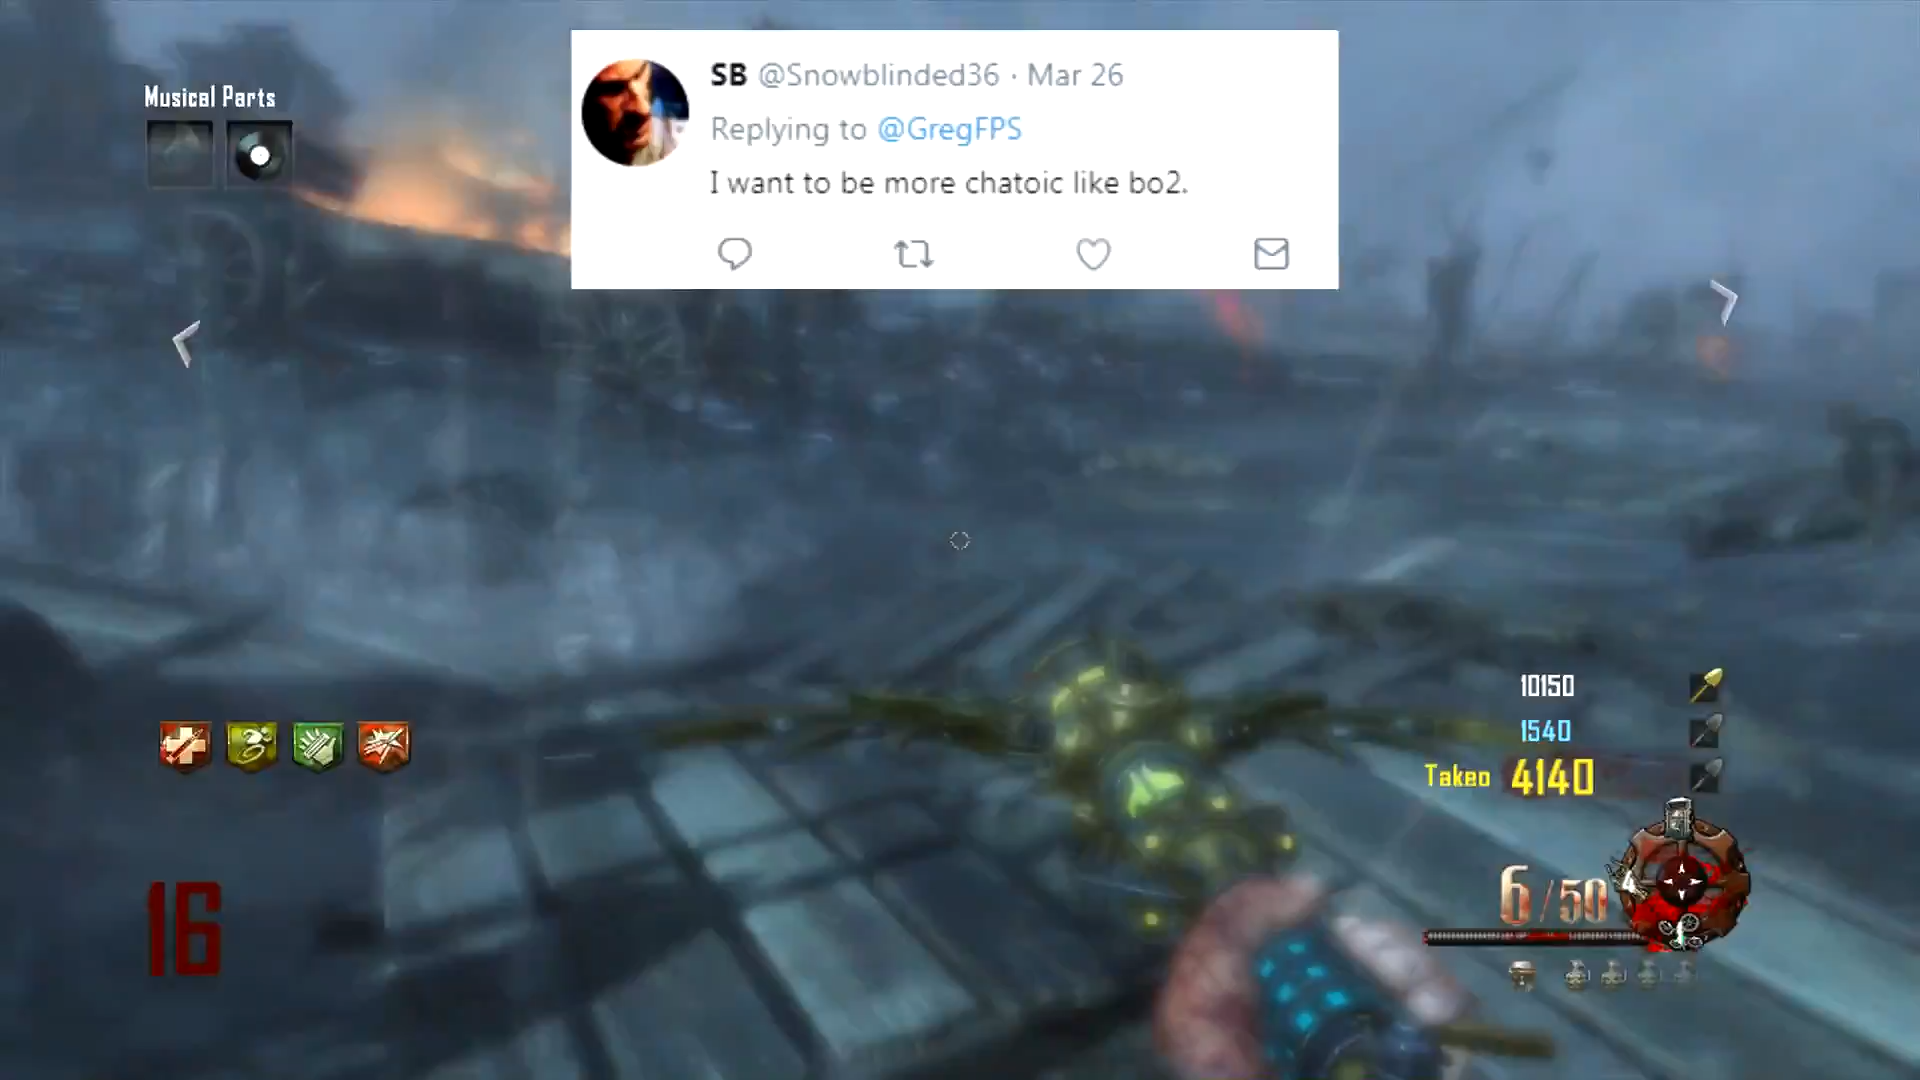 SB @Snowblinded36 · Mar 26
Replying to @GregFPS
I want to be more chatoic like bo2.
Musical Parts
10150
1540
Takeo 4140
6/50
16